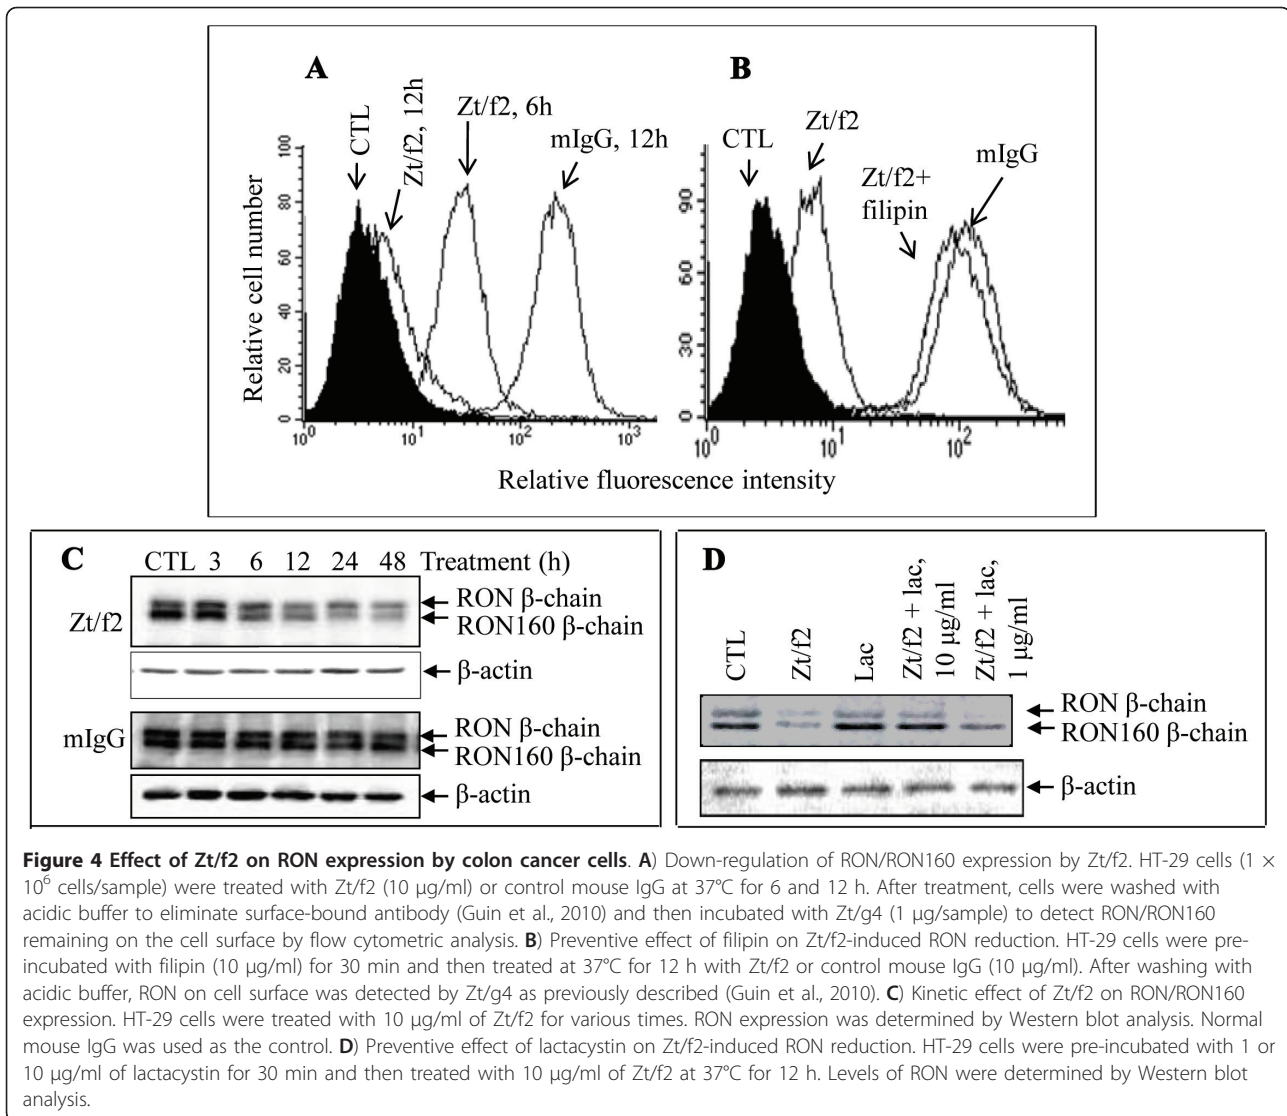 A
B
CTL
Zt/f2, 12h
Zt/f2, 6h
mIgG, 12h
CTL
Zt/f2
Zt/f2+
filipin
mIgG
Relative cell number
100
80
60
40
20
0
10^0 10^1 10^2 10^3
90
60
30
0
10^0 10^1 10^2
Relative fluorescence intensity
C
CTL 3 6 12 24 48 Treatment (h)
Zt/f2
RON β-chain
RON160 β-chain
β-actin
mIgG
RON β-chain
RON160 β-chain
β-actin
D
CTL
Zt/f2
Lac
Zt/f2 + lac,
10 µg/ml
Zt/f2 + lac,
1 µg/ml
RON β-chain
RON160 β-chain
β-actin
Figure 4 Effect of Zt/f2 on RON expression by colon cancer cells. A) Down-regulation of RON/RON160 expression by Zt/f2. HT-29 cells (1 ×
10^6 cells/sample) were treated with Zt/f2 (10 µg/ml) or control mouse IgG at 37°C for 6 and 12 h. After treatment, cells were washed with
acidic buffer to eliminate surface-bound antibody (Guin et al., 2010) and then incubated with Zt/g4 (1 µg/sample) to detect RON/RON160
remaining on the cell surface by flow cytometric analysis. B) Preventive effect of filipin on Zt/f2-induced RON reduction. HT-29 cells were pre-
incubated with filipin (10 µg/ml) for 30 min and then treated at 37°C for 12 h with Zt/f2 or control mouse IgG (10 µg/ml). After washing with
acidic buffer, RON on cell surface was detected by Zt/g4 as previously described (Guin et al., 2010). C) Kinetic effect of Zt/f2 on RON/RON160
expression. HT-29 cells were treated with 10 µg/ml of Zt/f2 for various times. RON expression was determined by Western blot analysis. Normal
mouse IgG was used as the control. D) Preventive effect of lactacystin on Zt/f2-induced RON reduction. HT-29 cells were pre-incubated with 1 or
10 µg/ml of lactacystin for 30 min and then treated with 10 µg/ml of Zt/f2 at 37°C for 12 h. Levels of RON were determined by Western blot
analysis.